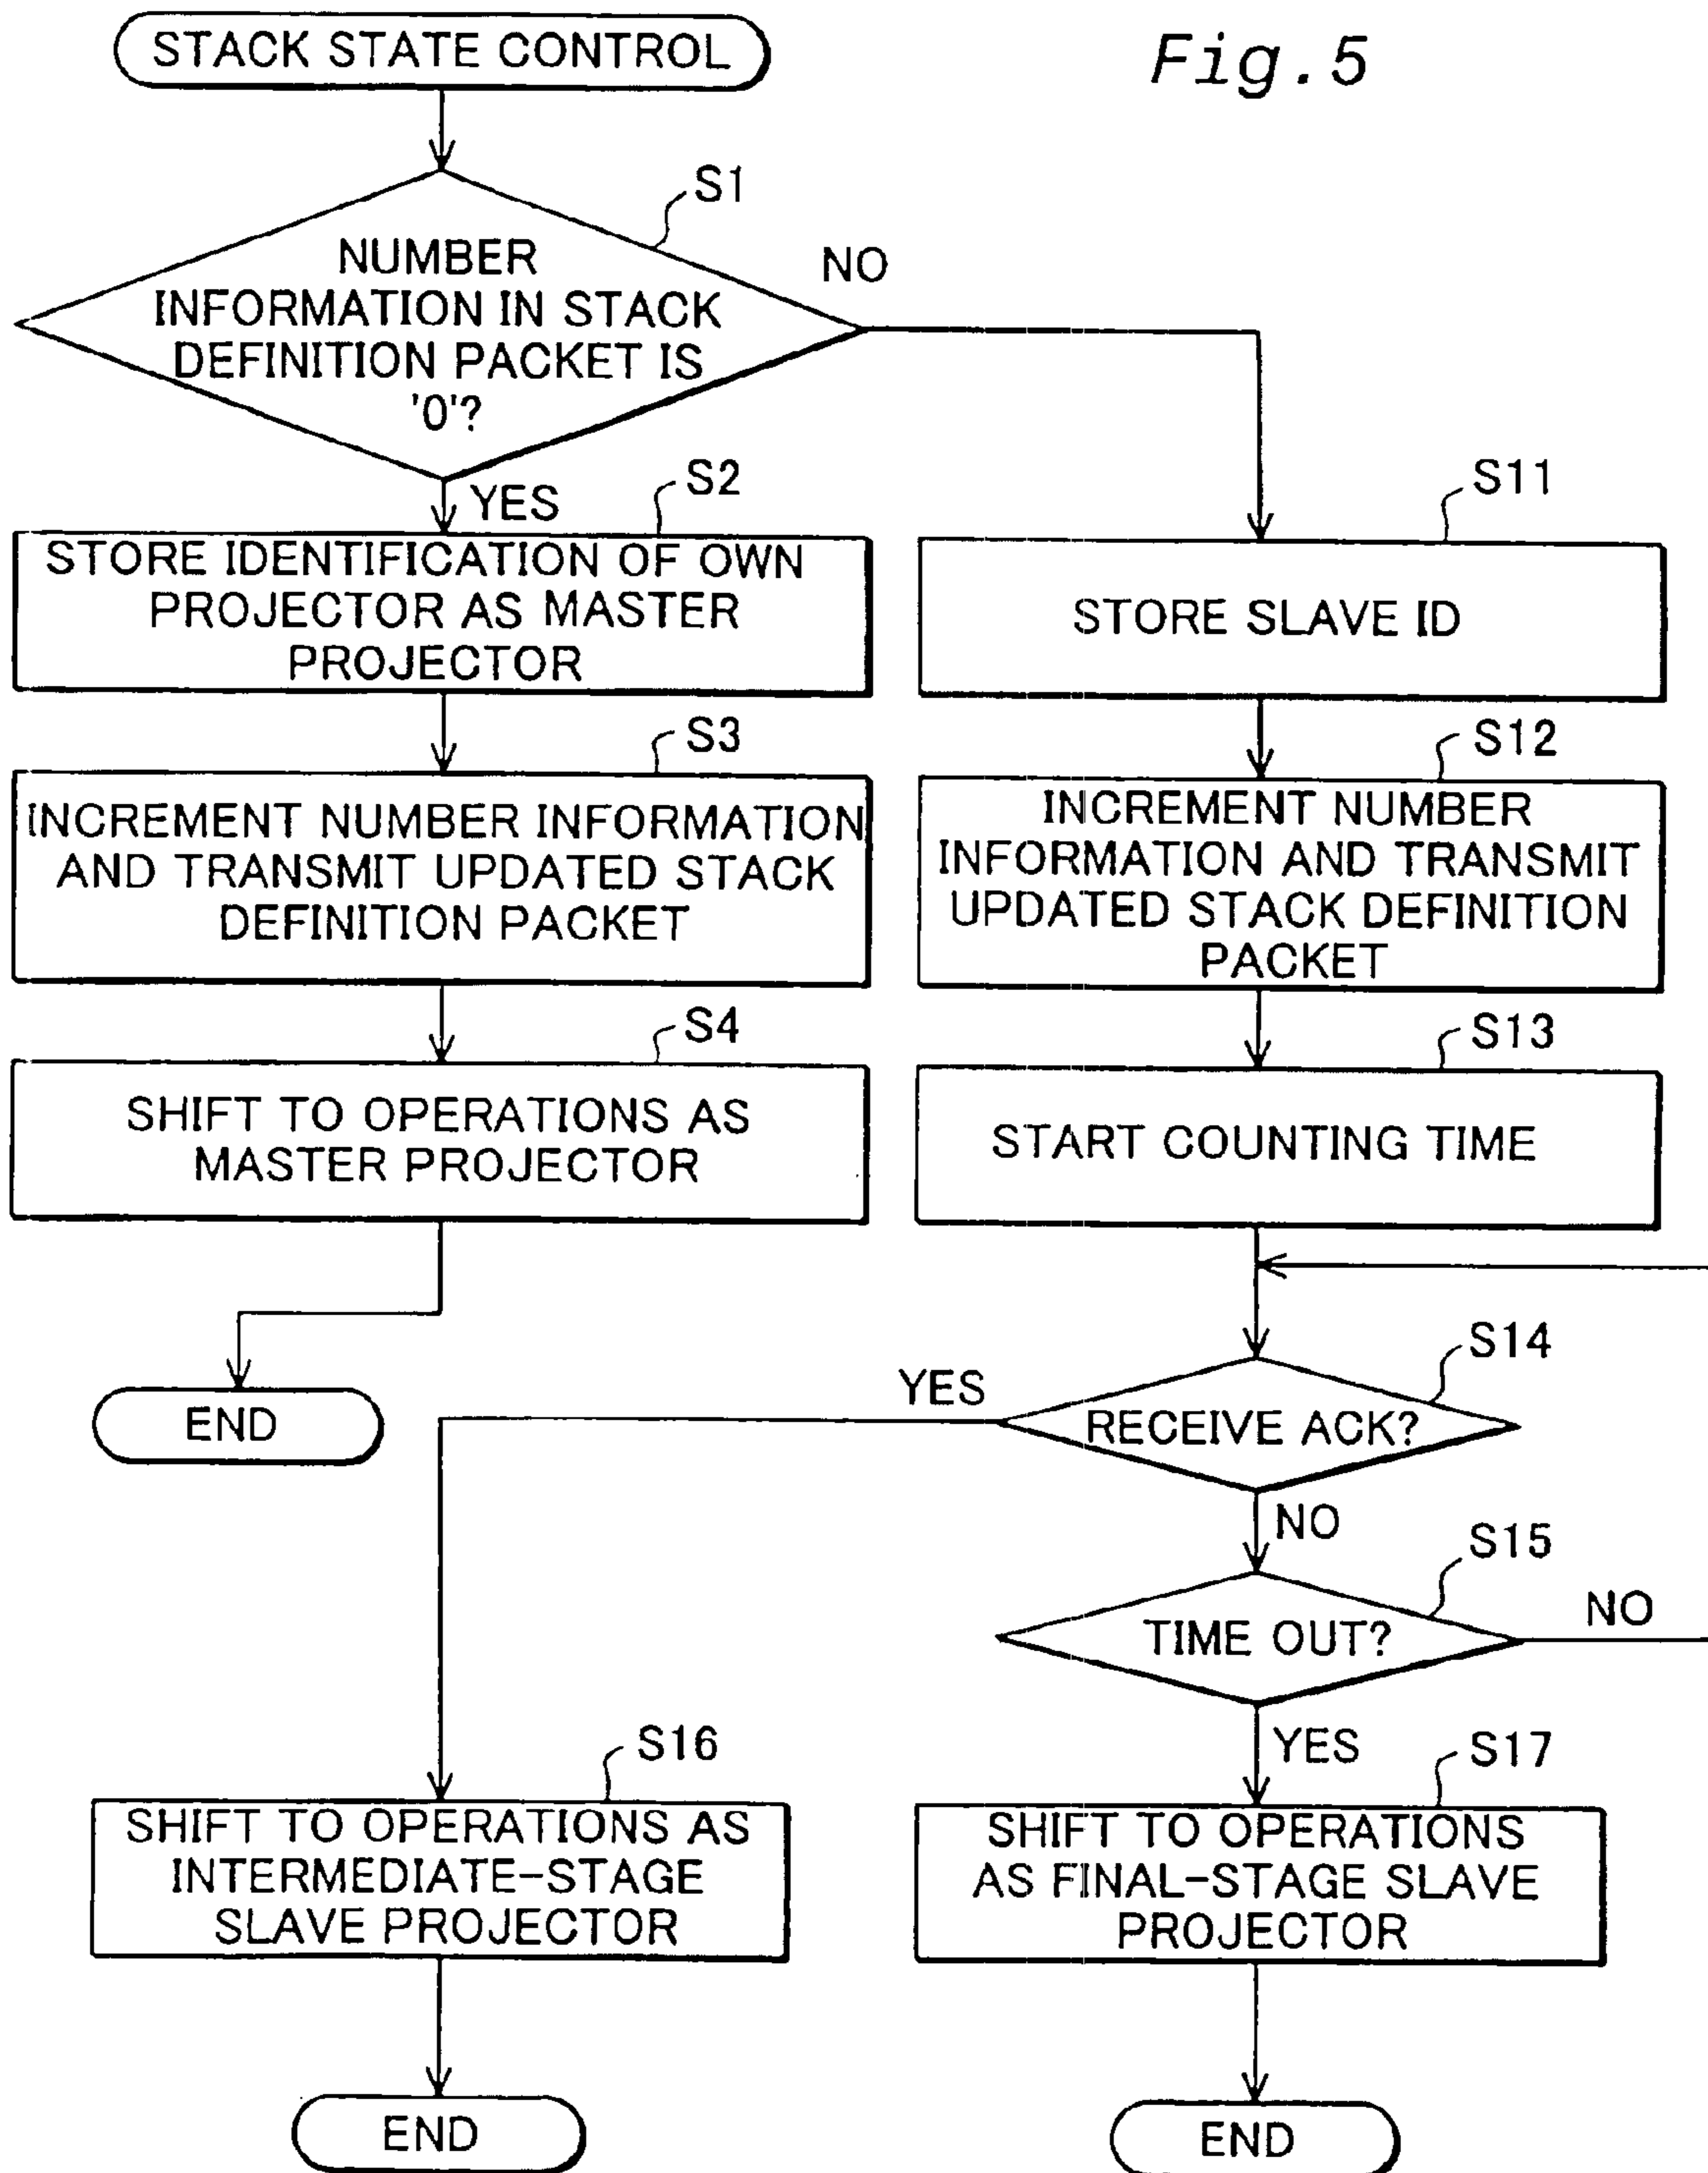 STACK STATE CONTROL
Fig.5
S1
NUMBER
INFORMATION IN STACK
DEFINITION PACKET IS
'0'?
NO
YES
S2
STORE IDENTIFICATION OF OWN
PROJECTOR AS MASTER
PROJECTOR
S3
INCREMENT NUMBER INFORMATION
AND TRANSMIT UPDATED STACK
DEFINITION PACKET
S4
SHIFT TO OPERATIONS AS
MASTER PROJECTOR
END
S11
STORE SLAVE ID
S12
INCREMENT NUMBER
INFORMATION AND TRANSMIT
UPDATED STACK DEFINITION
PACKET
S13
START COUNTING TIME
S14
YES
RECEIVE ACK?
NO
S15
TIME OUT?
NO
YES
S16
SHIFT TO OPERATIONS AS
INTERMEDIATE-STAGE
SLAVE PROJECTOR
END
S17
SHIFT TO OPERATIONS
AS FINAL-STAGE SLAVE
PROJECTOR
END